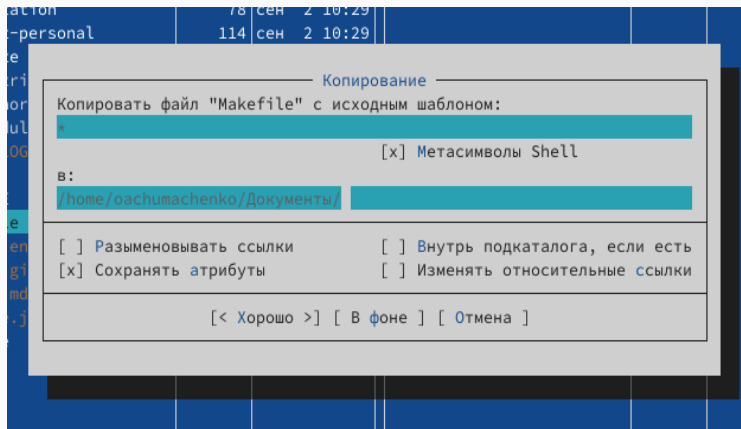 ation 78 сен 2 10:29
-personal 114 сен 2 10:29
Копирование
Копировать файл "Makefile" с исходным шаблоном:
*
[x] Метасимволы Shell
в:
/home/oachumachenko/Документы/
[ ] Разыменовывать ссылки [ ] Внутрь подкаталога, если есть
[x] Сохранять атрибуты [ ] Изменять относительные ссылки
[< Хорошо >] [ В фоне ] [ Отмена ]